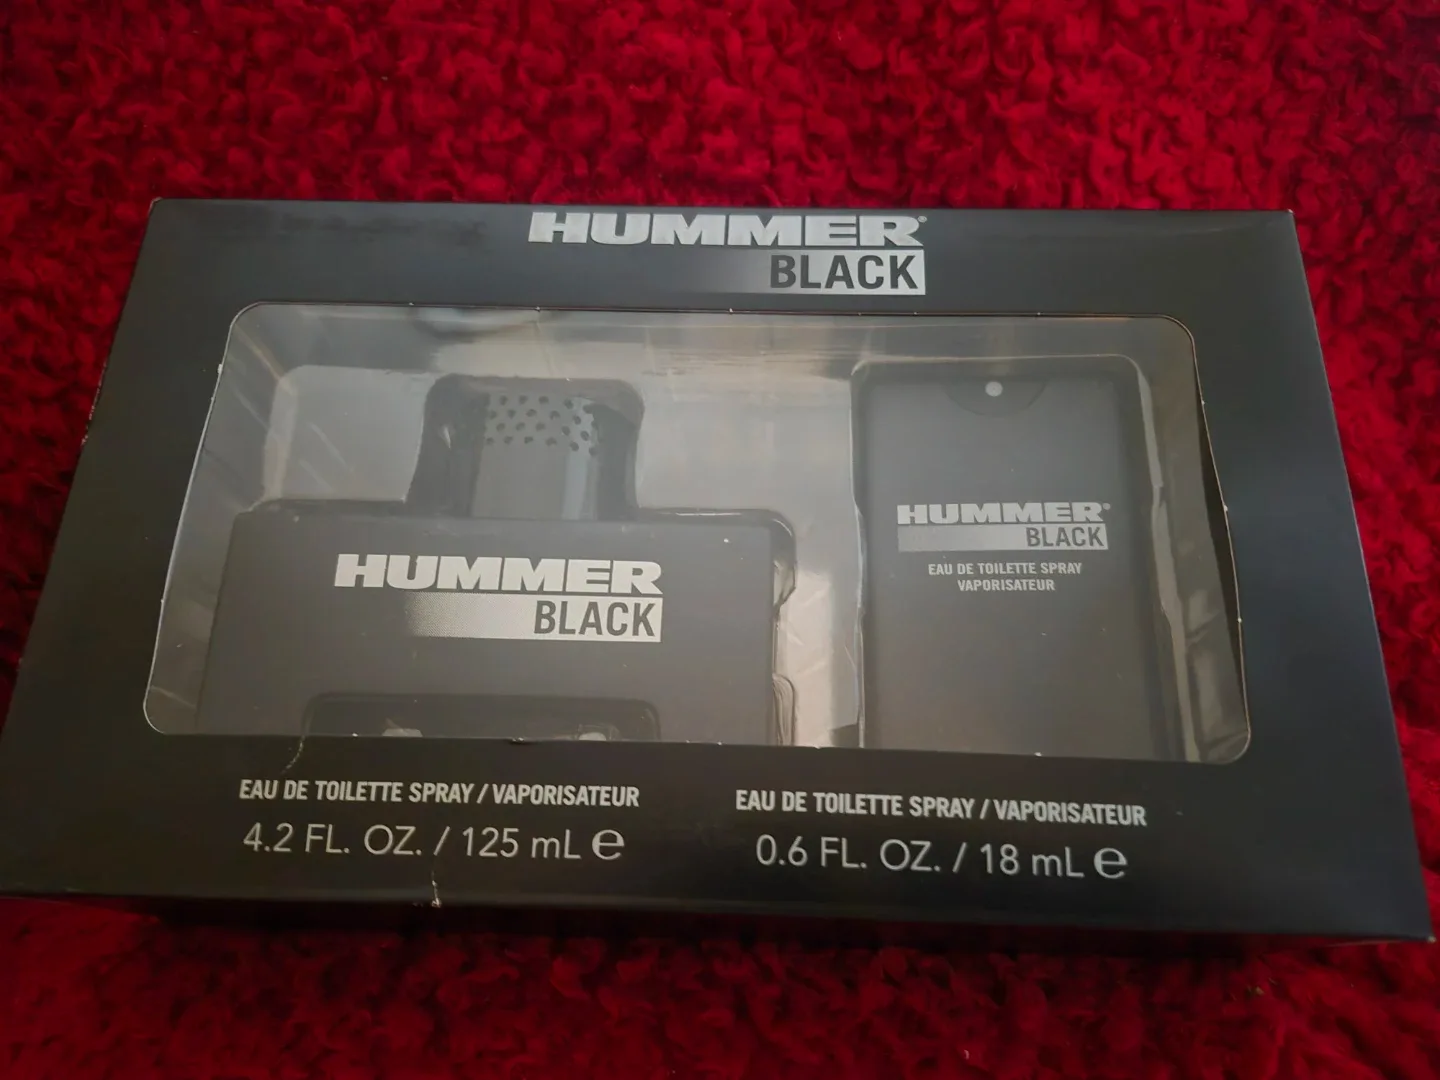 HUMMER®
BLACK
HUMMER
BLACK
HUMMER®
BLACK
EAU DE TOILETTE SPRAY
VAPORISATEUR
EAU DE TOILETTE SPRAY / VAPORISATEUR
4.2 FL. OZ. / 125 mL ℮
EAU DE TOILETTE SPRAY / VAPORISATEUR
0.6 FL. OZ. / 18 mL ℮